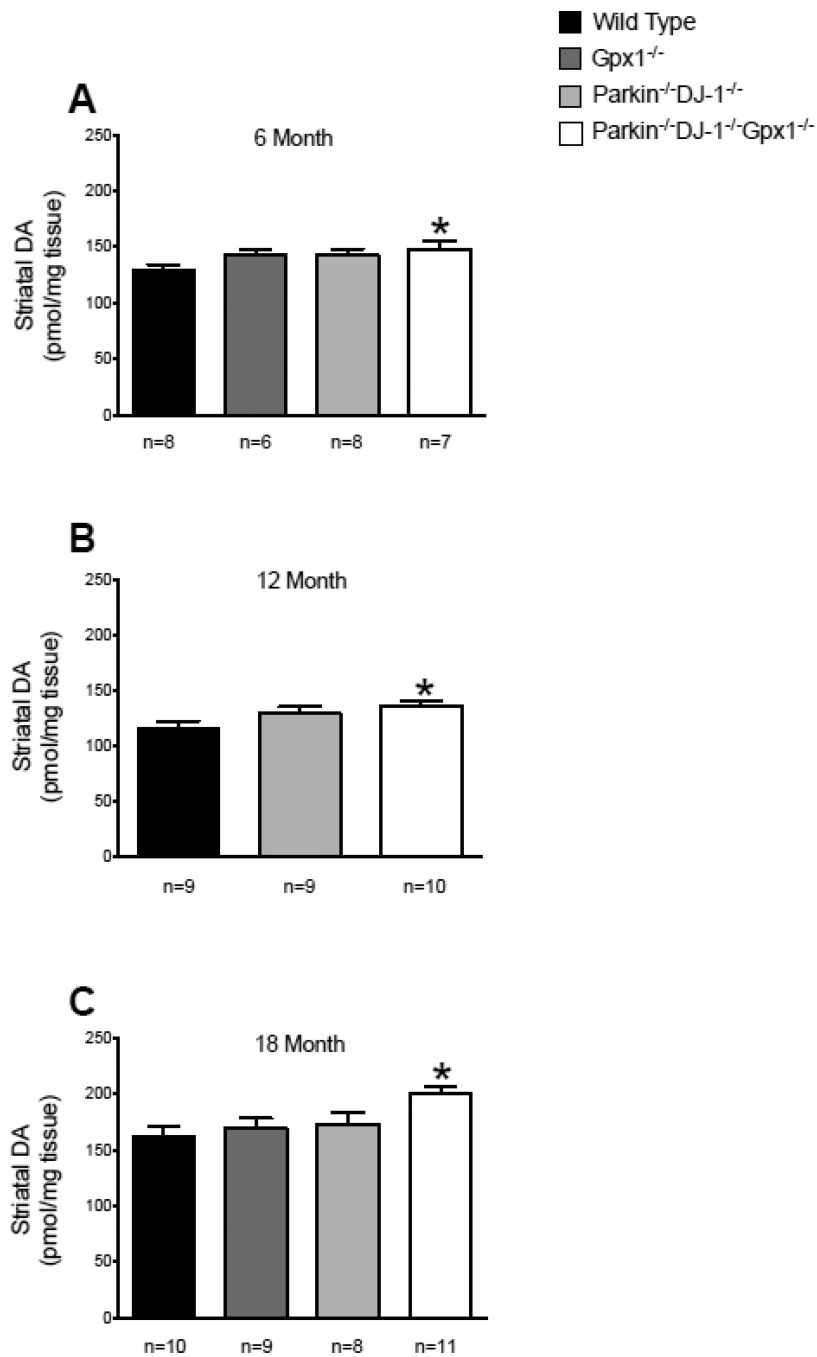 Wild Type
Gpx1-/-
Parkin-/-DJ-1-/-
Parkin-/-DJ-1-/-Gpx1-/-
A
6 Month
Striatal DA
(pmol/mg tissue)
250
200
150
100
50
0
*
n=8 n=6 n=8 n=7
B
12 Month
Striatal DA
(pmol/mg tissue)
250
200
150
100
50
0
*
n=9 n=9 n=10
C
18 Month
Striatal DA
(pmol/mg tissue)
250
200
150
100
50
0
*
n=10 n=9 n=8 n=11